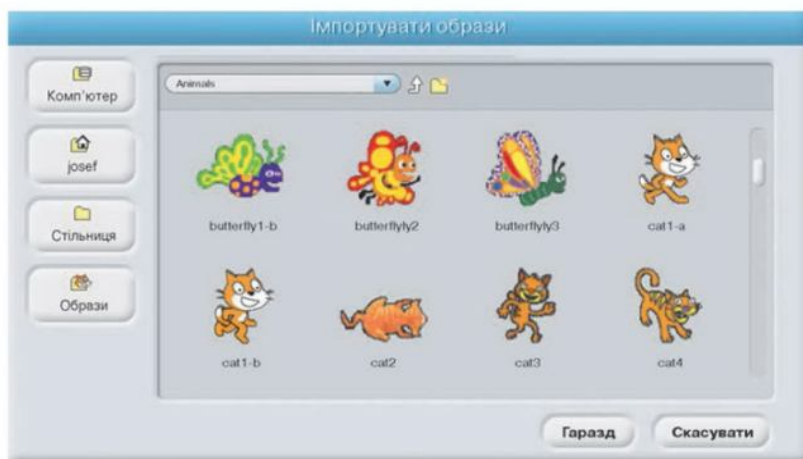 Імпортувати образи
Комп'ютер
josef
Стільниця
Образи
Animals
butterfly1-b
butterflyly2
butterflyly3
cat1-a
cat1-b
cat2
cat3
cat4
Гаразд
Скасувати